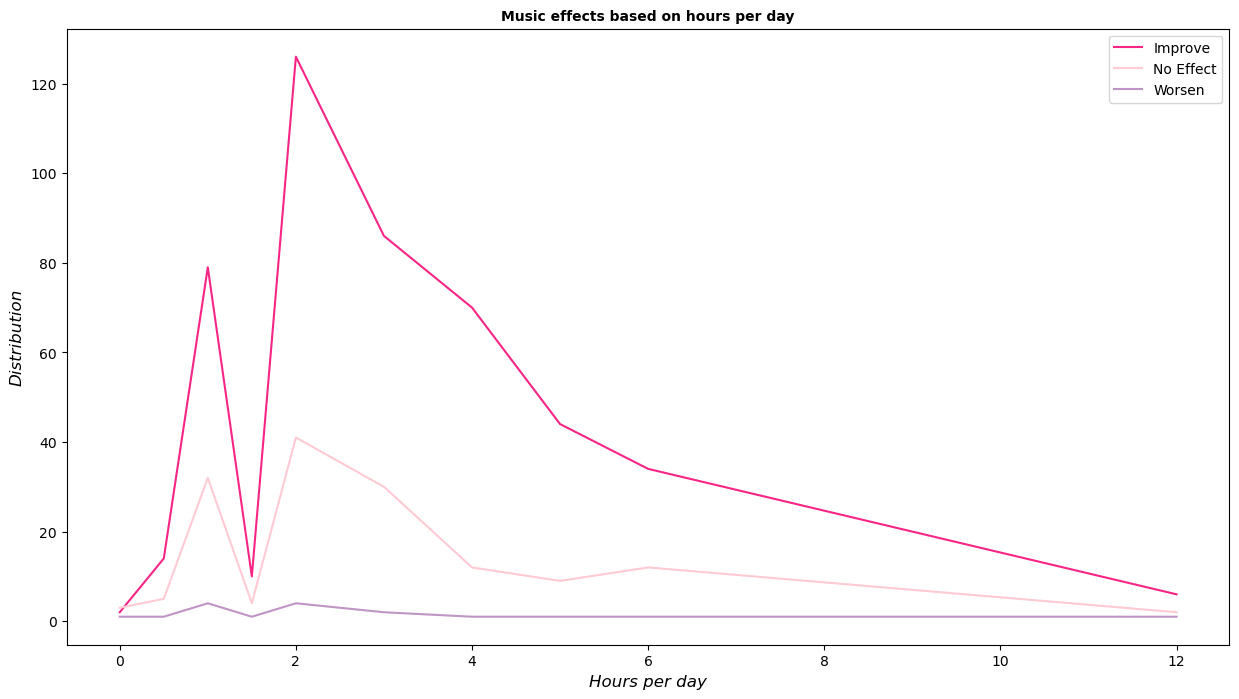 Music effects based on hours per day
Improve
No Effect
Worsen
Distribution
120
100
80
60
40
20
0
0 2 4 6 8 10 12
Hours per day